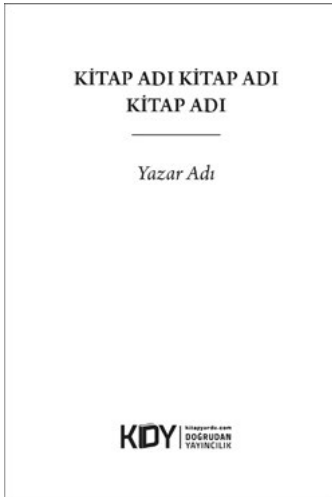 KİTAP ADI KİTAP ADI
KİTAP ADI
Yazar Adı
KDY
kitapyurdu.com
DOĞRUDAN
YAYINCILIK